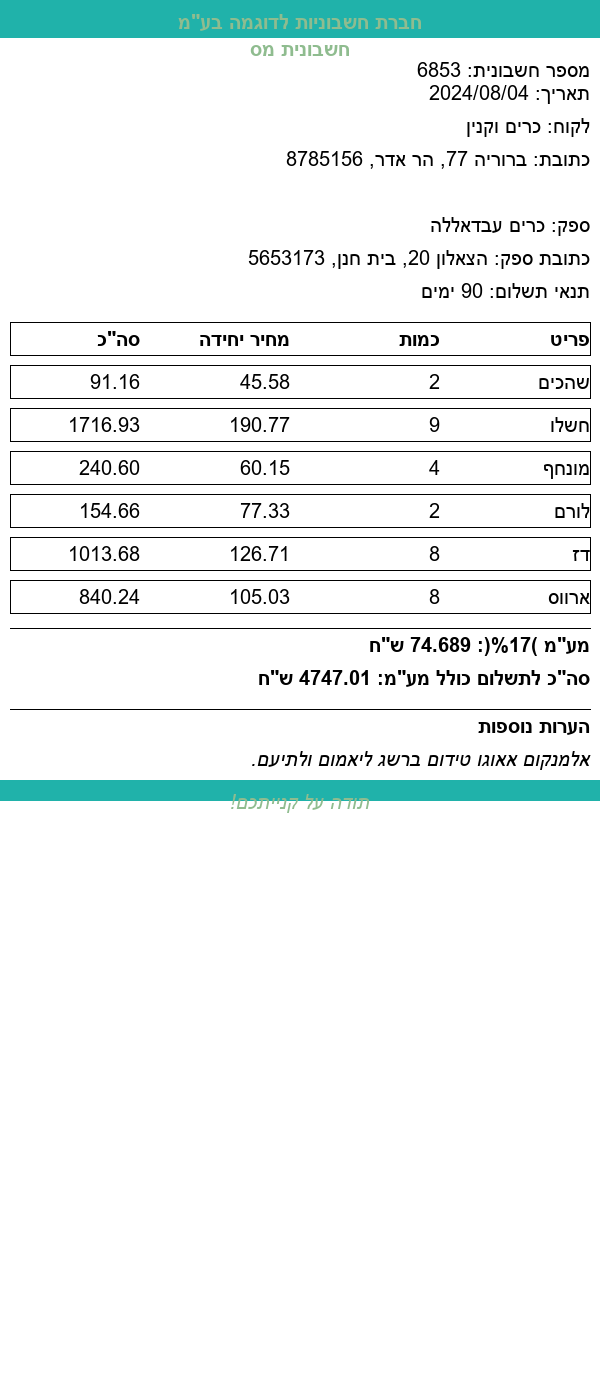 חברת חשבוניות לדוגמה בע"מ
חשבונית מס
מספר חשבונית: 6853
תאריך: 2024/08/04
לקוח: כרים וקנין
כתובת: ברוריה 77, הר אדר, 8785156
ספק: כרים עבדאללה
כתובת ספק: הצאלון 20, בית חנן, 5653173
תנאי תשלום: 90 ימים
פריט כמות מחיר יחידה סה"כ
שהכים 2 45.58 91.16
חשלו 9 190.77 1716.93
מונחף 4 60.15 240.60
לורם 2 77.33 154.66
דז 8 126.71 1013.68
ארווס 8 105.03 840.24
מע"מ )17%(: 74.689 ש"ח
סה"כ לתשלום כולל מע"מ: 4747.01 ש"ח
הערות נוספות
אלמנקום אאוגו טידום ברשג ליאמום ולתיעם.
תודה על קנייתכם!